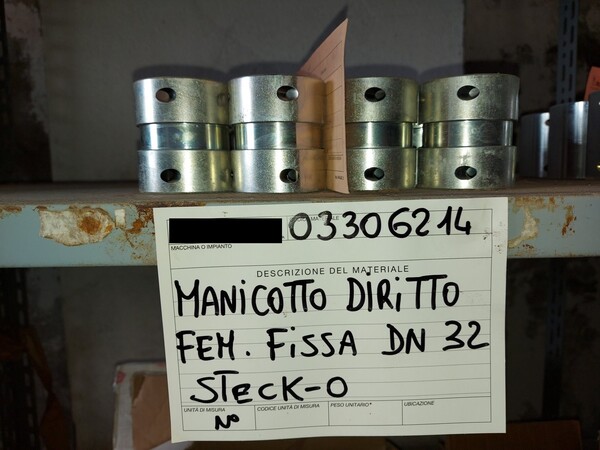 03306214
MACCHINA O IMPIANTO
DESCRIZIONE DEL MATERIALE
MANICOTTO DIRITTO
FEM. FISSA DN 32
STECK-O
UNITÀ DI MISURA CODICE UNITÀ DI MISURA PESO UNITARIO* UBICAZIONE
N°